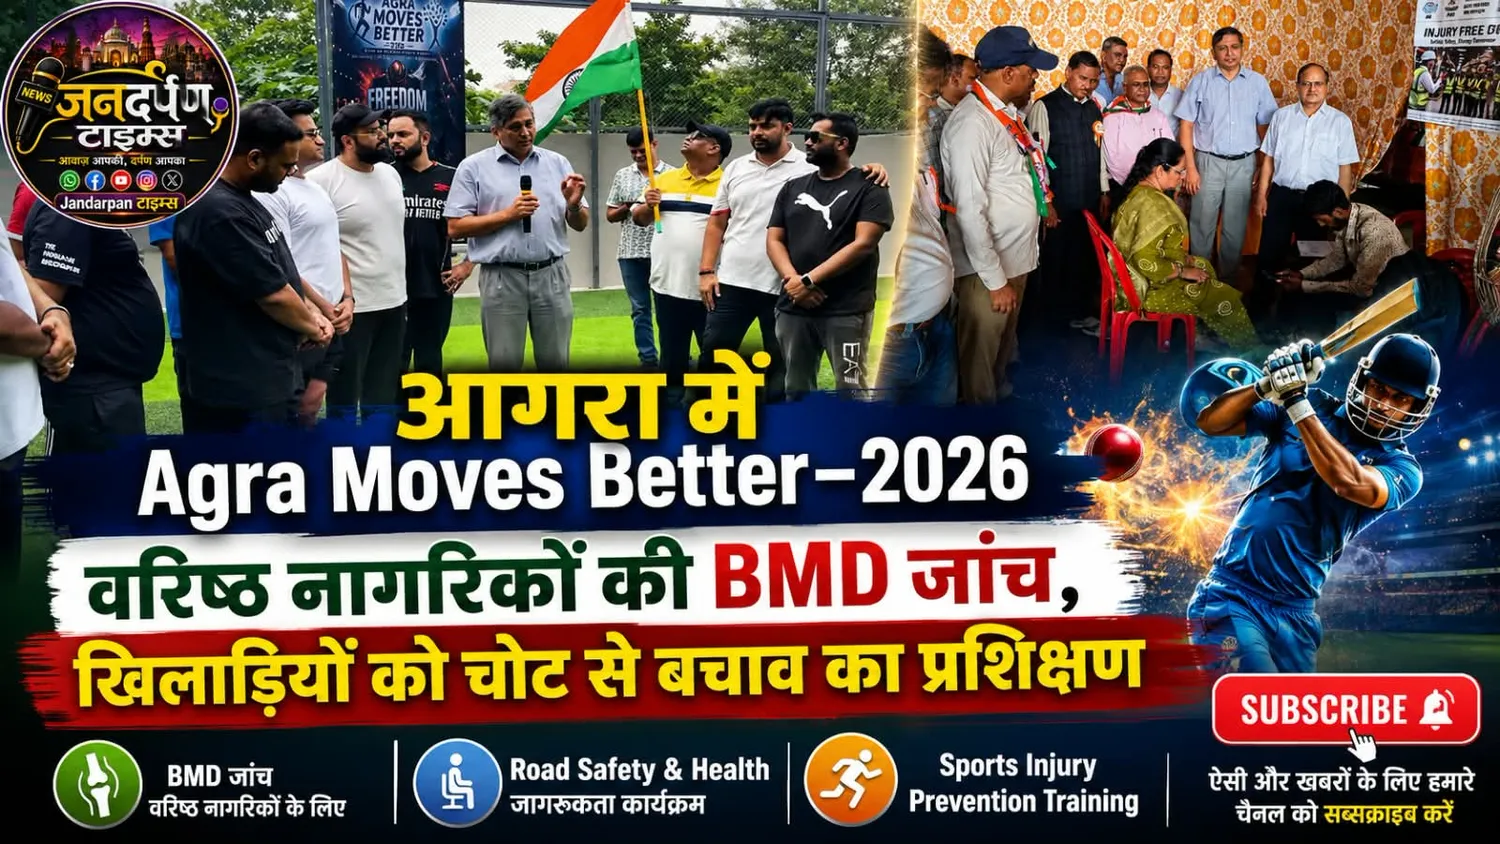 AGRA
MOVES
BETTER
FREEDOM
NEWS
जनदर्पण
टाइम्स
आवाज़ आपकी, दर्पण आपका
Jandarpan टाइम्स
INJURY FREE
THE
PUMA
आगरा में
Agra Moves Better–2026
वरिष्ठ नागरिकों की BMD जांच,
खिलाड़ियों को चोट से बचाव का प्रशिक्षण
BMD जांच
वरिष्ठ नागरिकों के लिए
Road Safety & Health
जागरूकता कार्यक्रम
Sports Injury
Prevention Training
SUBSCRIBE
ऐसी और खबरों के लिए हमारे
चैनल को सब्सक्राइब करें